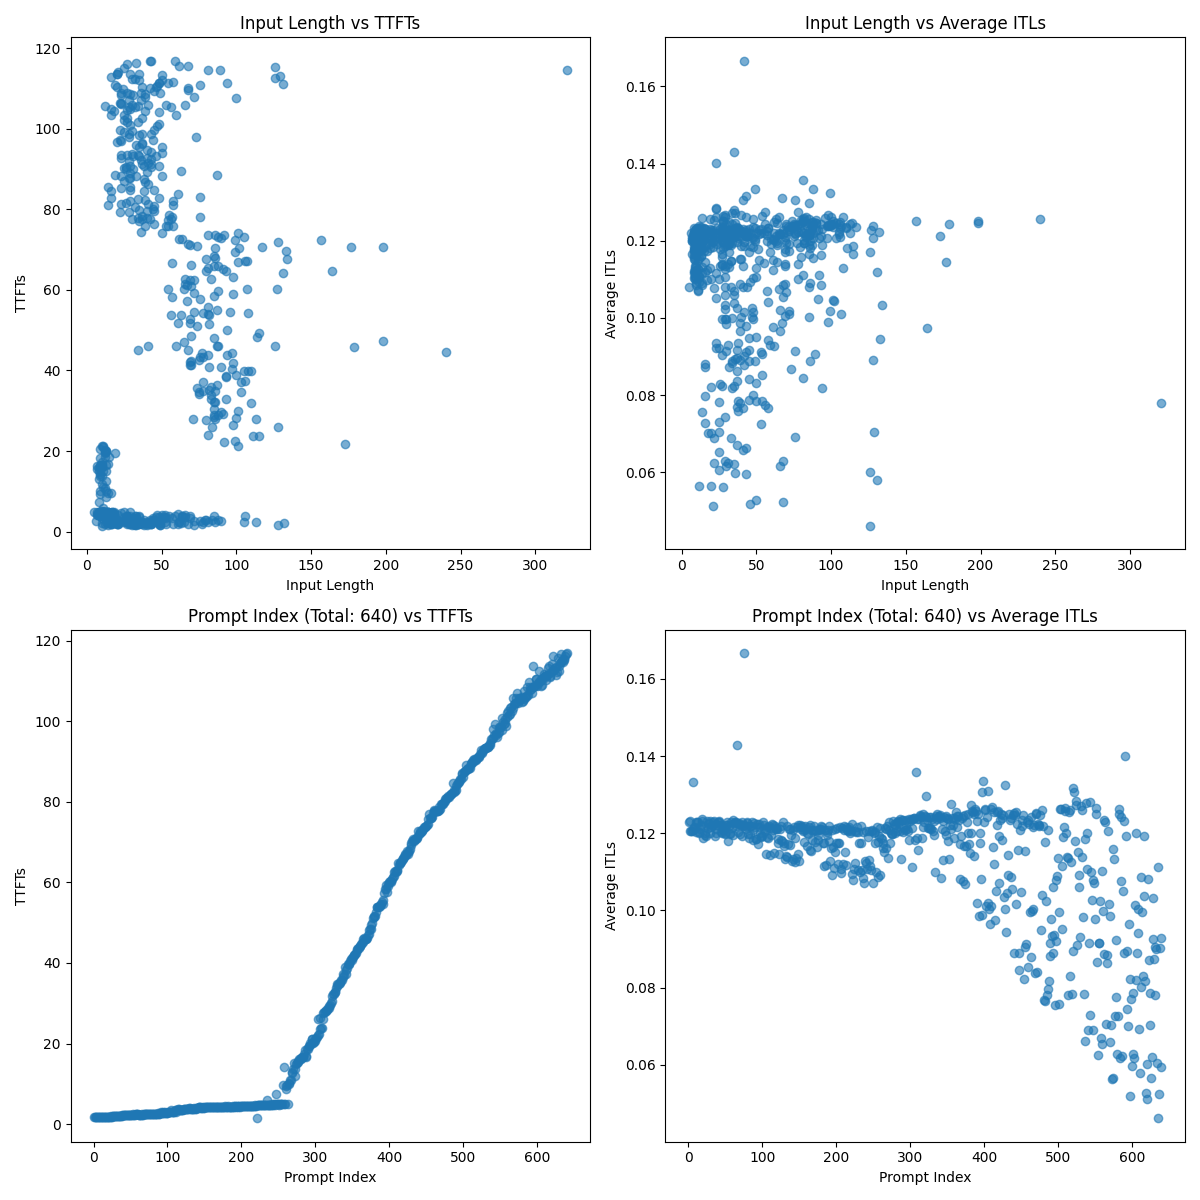 Input Length vs TTFTs
120
100
80
60
40
20
0
TTFTs
0 50 100 150 200 250 300
Input Length
Input Length vs Average ITLs
0.16
0.14
0.12
0.10
0.08
0.06
Average ITLs
0 50 100 150 200 250 300
Input Length
Prompt Index (Total: 640) vs TTFTs
120
100
80
60
40
20
0
TTFTs
0 100 200 300 400 500 600
Prompt Index
Prompt Index (Total: 640) vs Average ITLs
0.16
0.14
0.12
0.10
0.08
0.06
Average ITLs
0 100 200 300 400 500 600
Prompt Index